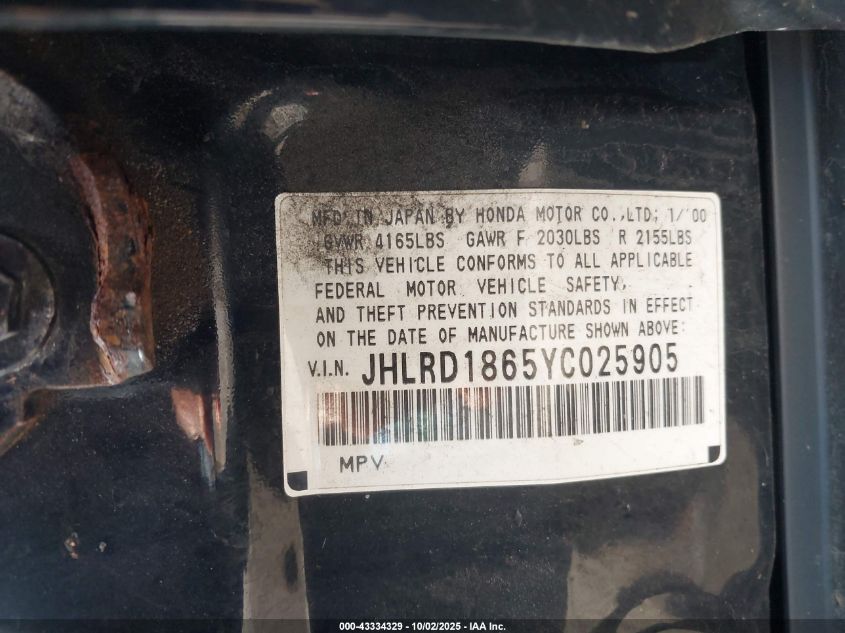 MFD IN JAPAN BY HONDA MOTOR CO.,LTD; 1/'00
GVWR 4165LBS GAWR F 2030LBS R 2155LBS
THIS VEHICLE CONFORMS TO ALL APPLICABLE
FEDERAL MOTOR VEHICLE SAFETY,
AND THEFT PREVENTION STANDARDS IN EFFECT
ON THE DATE OF MANUFACTURE SHOWN ABOVE:
V.I.N. JHLRD1865YC025905
MPV
000-43334329 - 10/02/2025 - IAA Inc.